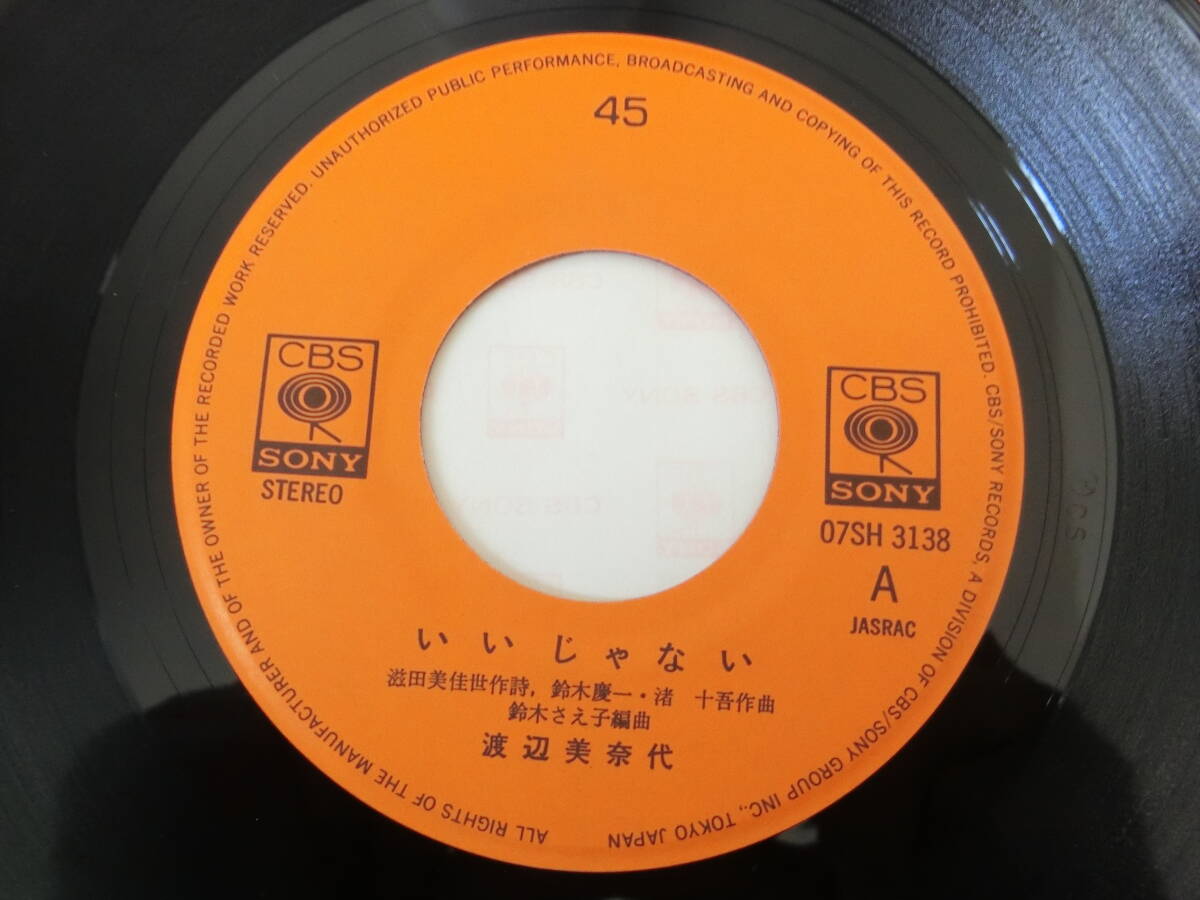 45
CBS
SONY
STEREO
CBS
SONY
07SH 3138
A
JASRAC
いいじゃない
滋田美佳世作詩, 鈴木慶一・渚 十吾作曲
鈴木さえ子編曲
渡辺美奈代
ALL RIGHTS OF THE MANUFACTURER AND OF THE OWNER OF THE RECORDED WORK RESERVED. UNAUTHORIZED PUBLIC PERFORMANCE, BROADCASTING AND COPYING OF THIS RECORD PROHIBITED. CBS/SONY RECORDS, A DIVISION OF CBS/SONY GROUP INC., TOKYO JAPAN